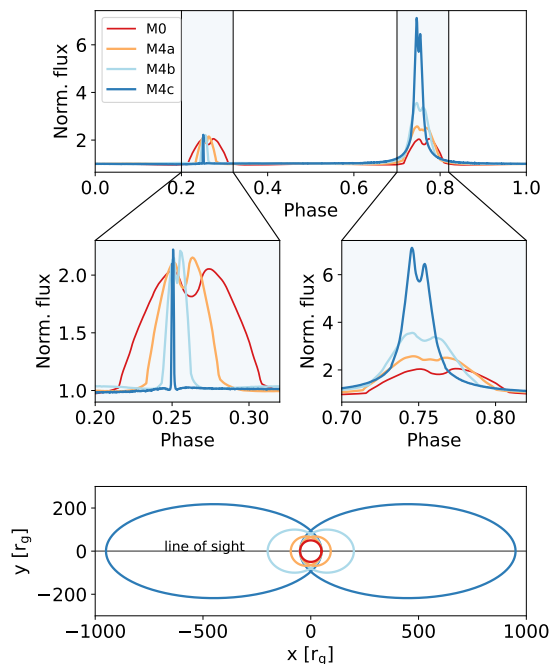 Norm. flux
6
4
2
M0
M4a
M4b
M4c
0.0
0.2
0.4
0.6
0.8
1.0
Phase
Norm. flux
2.0
1.5
1.0
0.20
0.25
0.30
Phase
Norm. flux
6
4
2
0.70
0.75
0.80
Phase
y [rg]
200
0
−200
line of sight
−1000
−500
0
500
1000
x [rg]